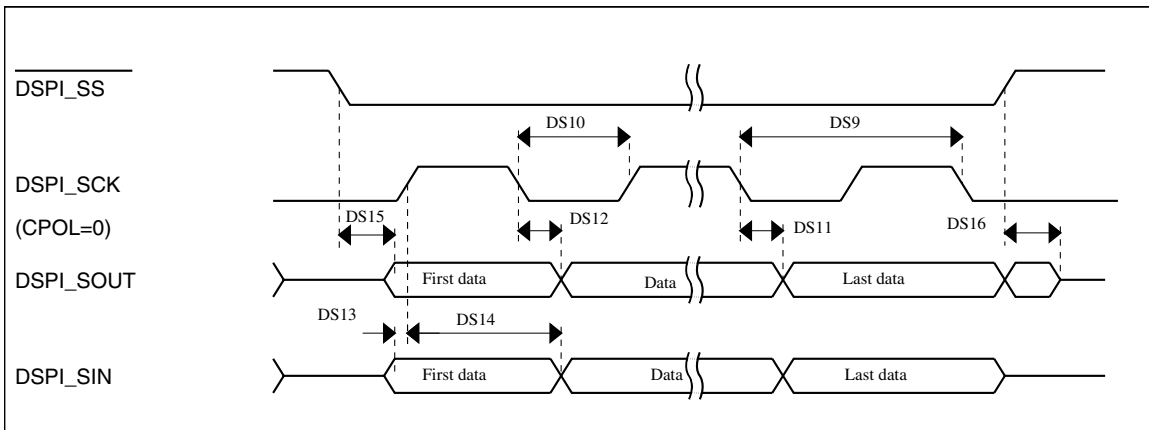 DSPI_SS
DS10
DS9
DSPI_SCK
(CPOL=0)
DS15
DS12
DS11
DS16
DSPI_SOUT
First data
Data
Last data
DS13
DS14
DSPI_SIN
First data
Data
Last data